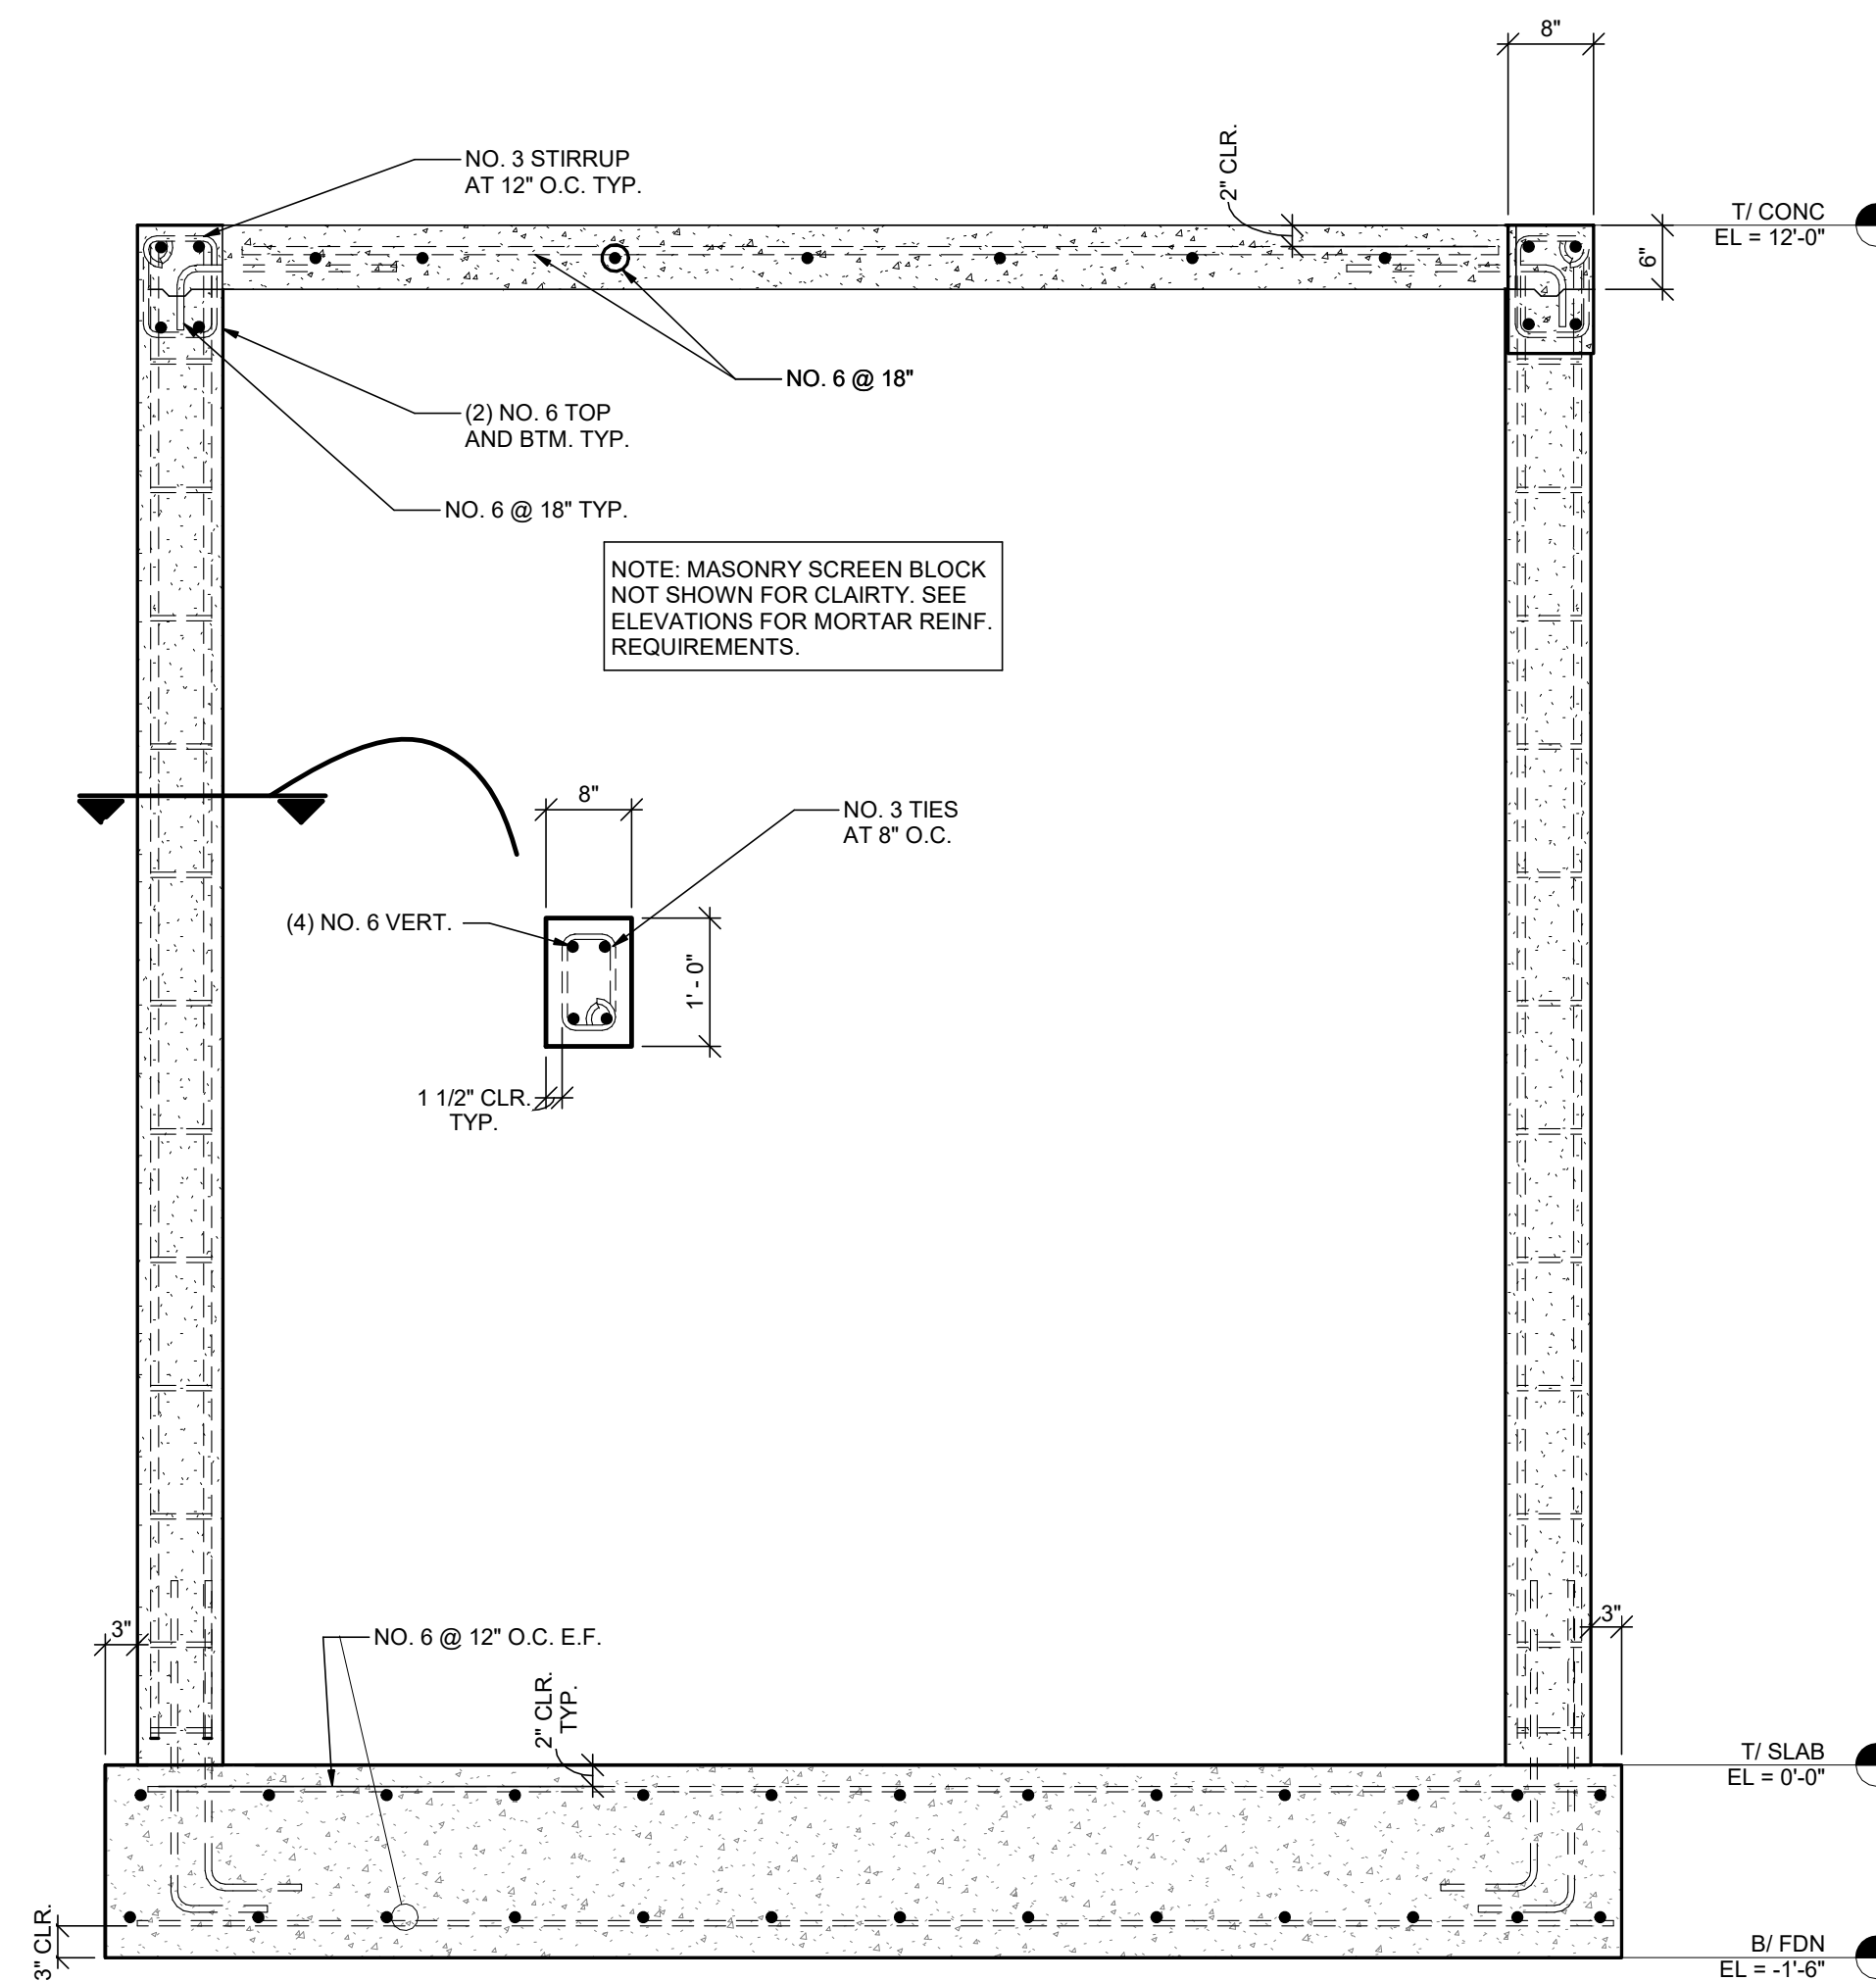 8"
2" CLR.
NO. 3 STIRRUP
AT 12" O.C. TYP.
T/ CONC
EL = 12'-0"
6"
NO. 6 @ 18"
(2) NO. 6 TOP
AND BTM. TYP.
NO. 6 @ 18" TYP.
NOTE: MASONRY SCREEN BLOCK
NOT SHOWN FOR CLAIRTY. SEE
ELEVATIONS FOR MORTAR REINF.
REQUIREMENTS.
8"
NO. 3 TIES
AT 8" O.C.
(4) NO. 6 VERT.
1' - 0"
1 1/2" CLR.
TYP.
3"
3"
NO. 6 @ 12" O.C. E.F.
2" CLR.
TYP.
T/ SLAB
EL = 0'-0"
3" CLR.
B/ FDN
EL = -1'-6"